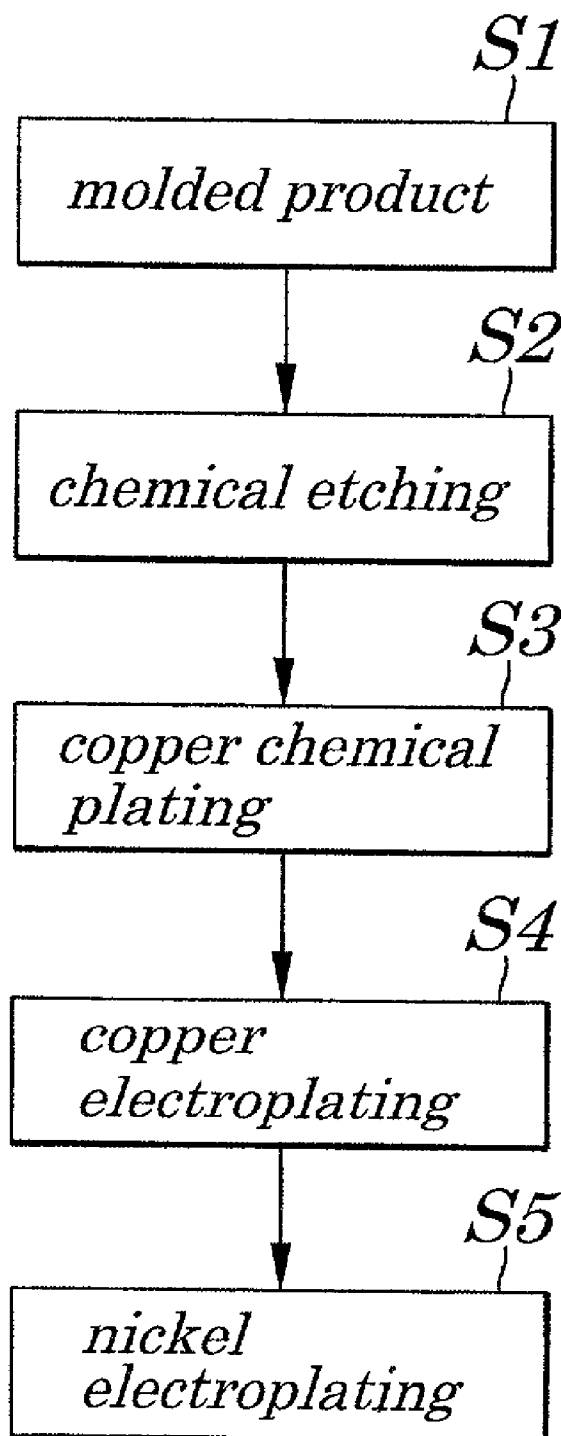 S1
molded product
S2
chemical etching
S3
copper chemical
plating
S4
copper
electroplating
S5
nickel
electroplating